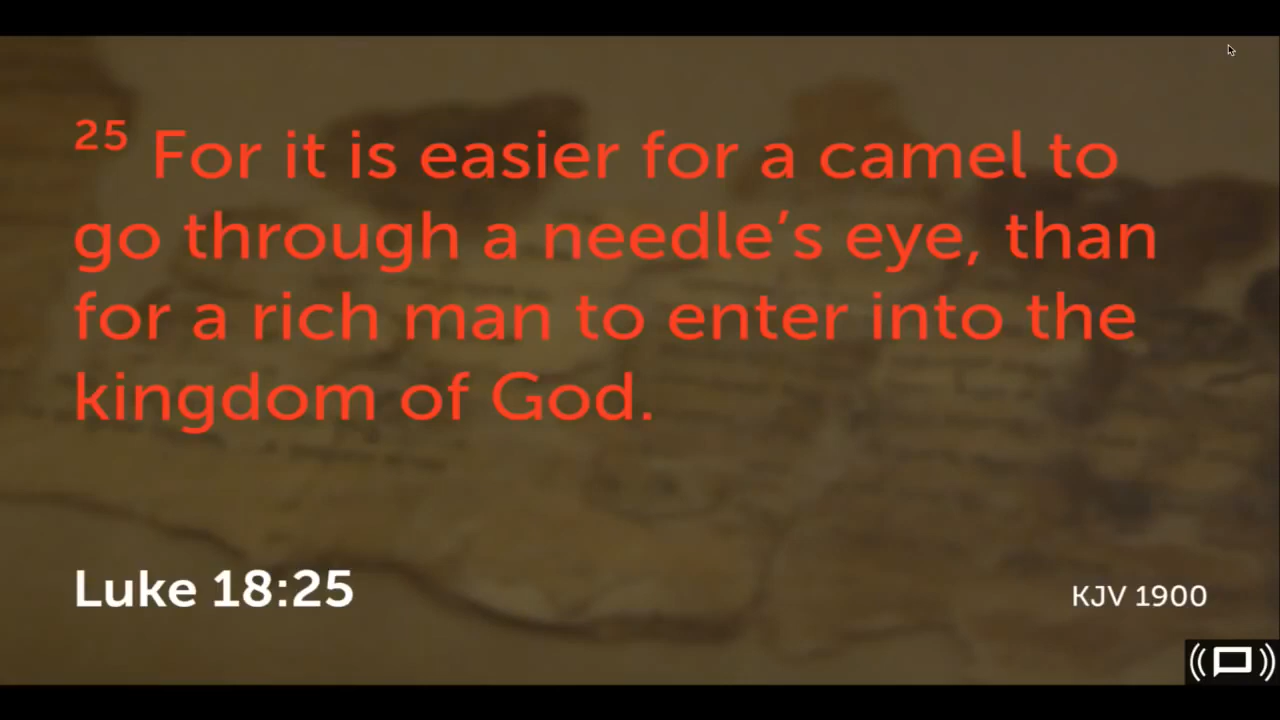 25 For it is easier for a camel to
go through a needle’s eye, than
for a rich man to enter into the
kingdom of God.
Luke 18:25
KJV 1900